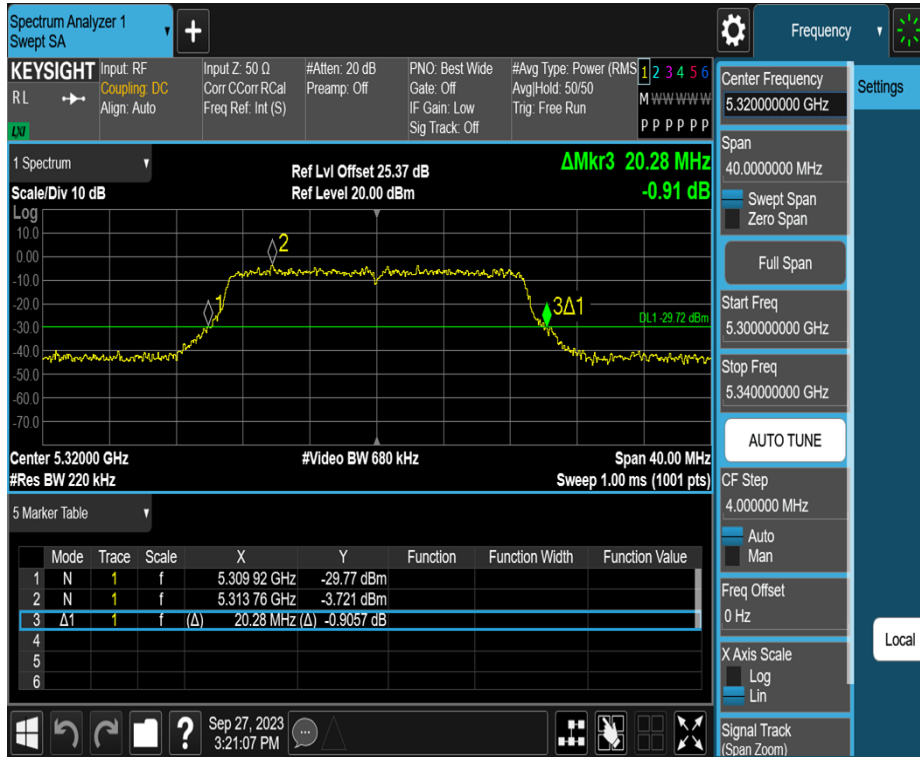 Spectrum Analyzer 1
Swept SA
+
Frequency
KEYSIGHT
RL
LXI
Input: RF
Coupling: DC
Align: Auto
Input Z: 50 Ω
Corr CCorr RCal
Freq Ref: Int (S)
#Atten: 20 dB
Preamp: Off
PNO: Best Wide
Gate: Off
IF Gain: Low
Sig Track: Off
#Avg Type: Power (RMS
Avg|Hold: 50/50
Trig: Free Run
1 2 3 4 5 6
M W W W W W
P P P P P P
1 Spectrum
Scale/Div 10 dB
Ref Lvl Offset 25.37 dB
Ref Level 20.00 dBm
ΔMkr3 20.28 MHz
-0.91 dB
Log
10.0
0.00
-10.0
-20.0
-30.0
-40.0
-50.0
-60.0
-70.0
2
1
3Δ1
DL1 -29.72 dBm
Center 5.32000 GHz
#Res BW 220 kHz
#Video BW 680 kHz
Span 40.00 MHz
Sweep 1.00 ms (1001 pts)
5 Marker Table
Mode Trace Scale X Y Function Function Width Function Value
1 N 1 f 5.309 92 GHz -29.77 dBm
2 N 1 f 5.313 76 GHz -3.721 dBm
3 Δ1 1 f (Δ) 20.28 MHz (Δ) -0.9057 dB
4
5
6
?
Sep 27, 2023
3:21:07 PM
Center Frequency
5.320000000 GHz
Span
40.0000000 MHz
Swept Span
Zero Span
Full Span
Start Freq
5.300000000 GHz
Stop Freq
5.340000000 GHz
AUTO TUNE
CF Step
4.000000 MHz
Auto
Man
Freq Offset
0 Hz
X Axis Scale
Log
Lin
Signal Track
(Span Zoom)
Settings
Local